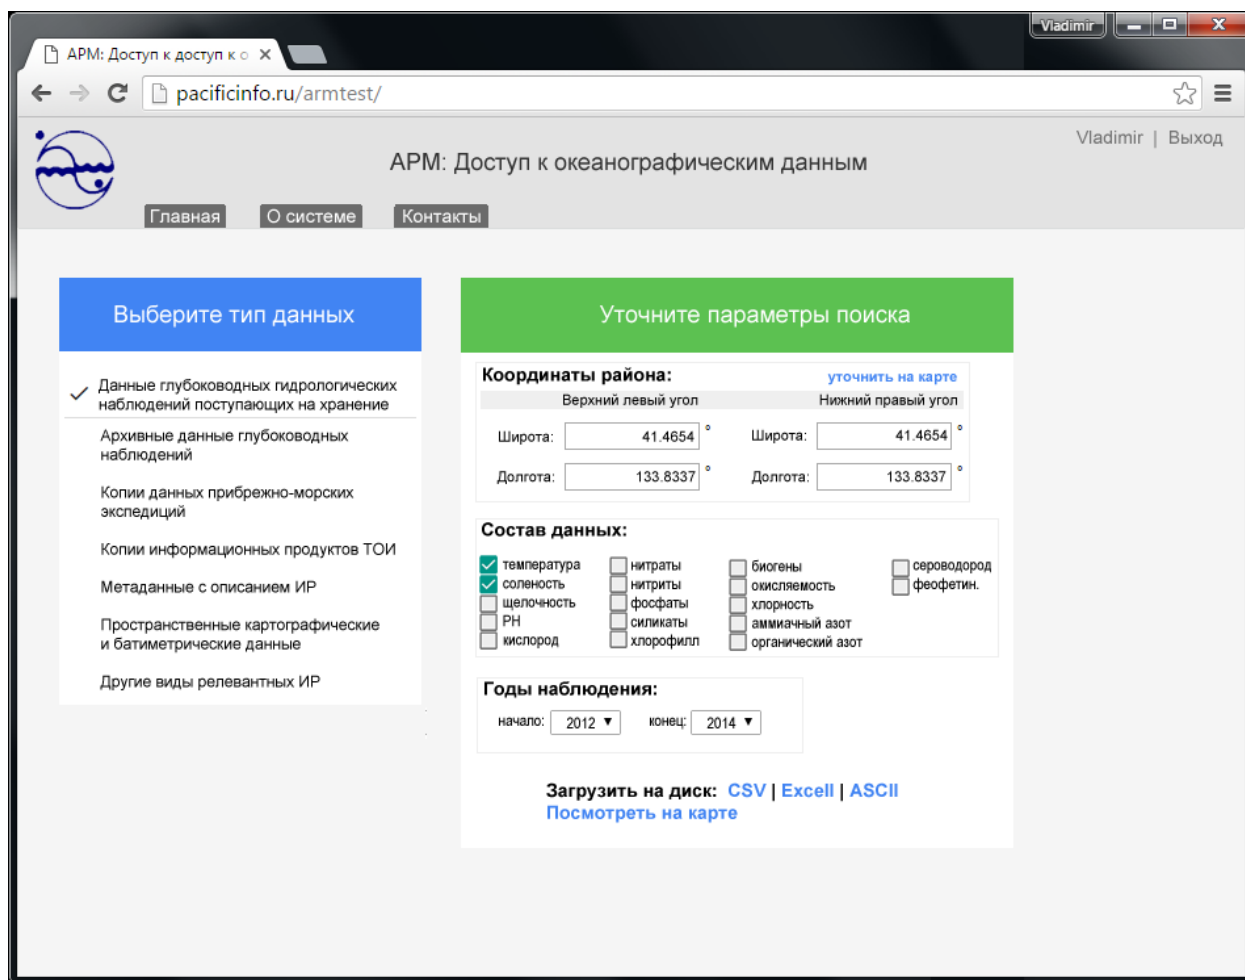 Vladimir
АРМ: Доступ к доступ к о
pacificinfo.ru/armtest/
Vladimir | Выход
АРМ: Доступ к океанографическим данным
Главная О системе Контакты
Выберите тип данных
Данные глубоководных гидрологических
наблюдений поступающих на хранение
Архивные данные глубоководных
наблюдений
Копии данных прибрежно-морских
экспедиций
Копии информационных продуктов ТОИ
Метаданные с описанием ИР
Пространственные картографические
и батиметрические данные
Другие виды релевантных ИР
Уточните параметры поиска
Координаты района: уточнить на карте
Верхний левый угол Нижний правый угол
Широта: 41.4654 ° Широта: 41.4654 °
Долгота: 133.8337 ° Долгота: 133.8337 °
Состав данных:
температура нитраты биогены сероводород
соленость нитриты окисляемость феофетин.
щелочность фосфаты хлорность
PH силикаты аммиачный азот
кислород хлорофилл органический азот
Годы наблюдения:
начало: 2012 ▼ конец: 2014 ▼
Загрузить на диск: CSV | Excell | ASCII
Посмотреть на карте